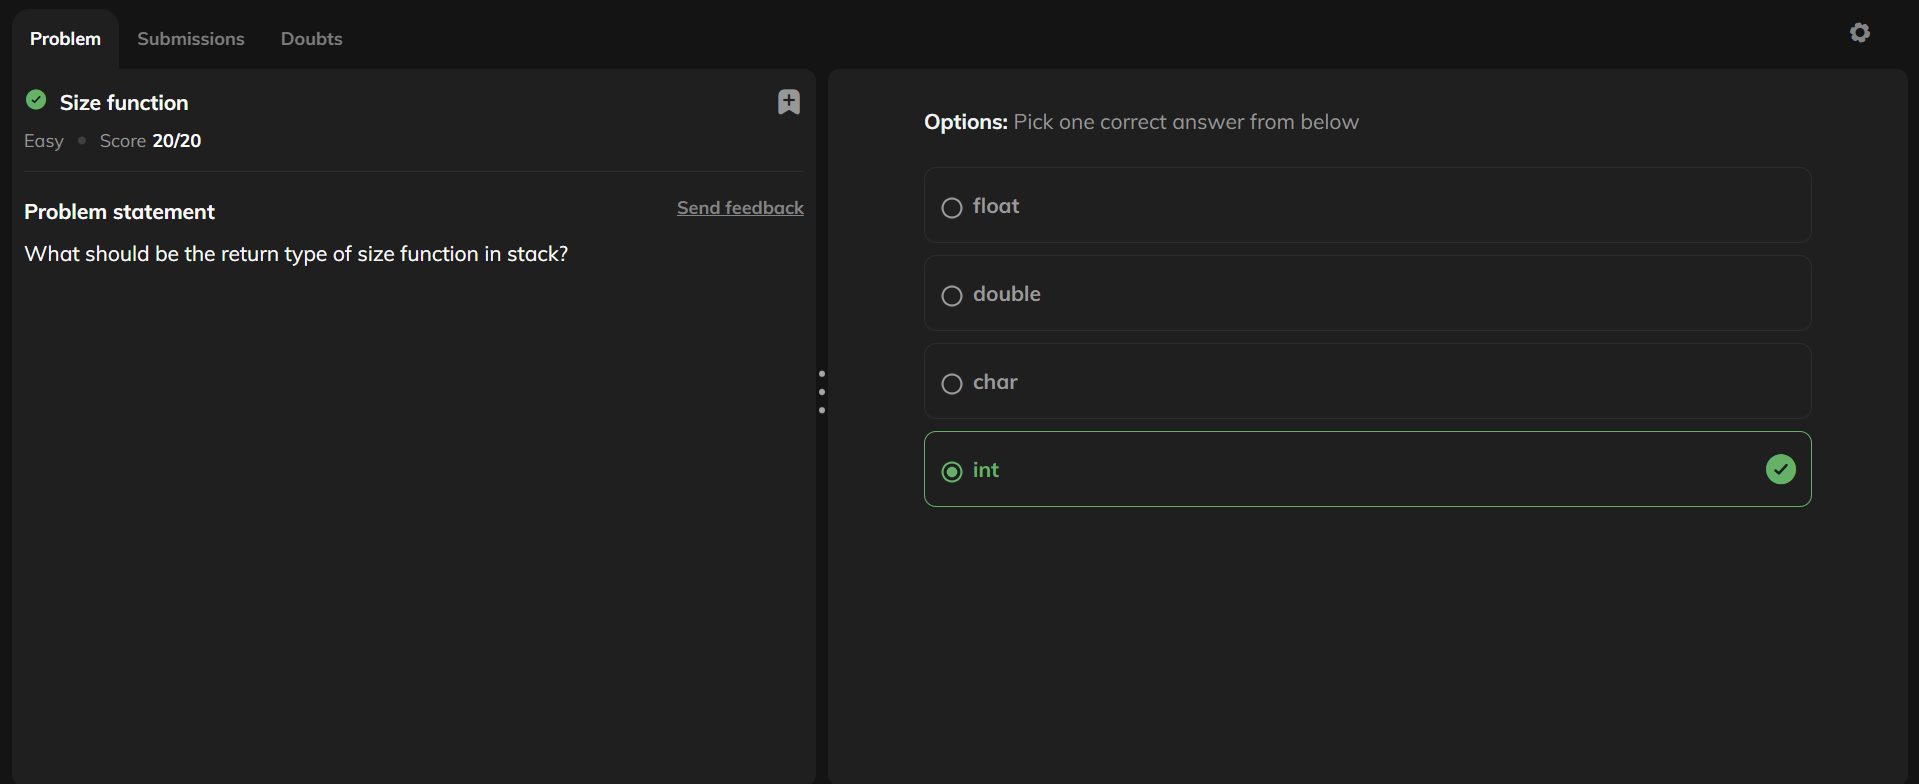 Problem Submissions Doubts
Size function
Easy Score 20/20
Problem statement Send feedback
What should be the return type of size function in stack?
Options: Pick one correct answer from below
float
double
char
int